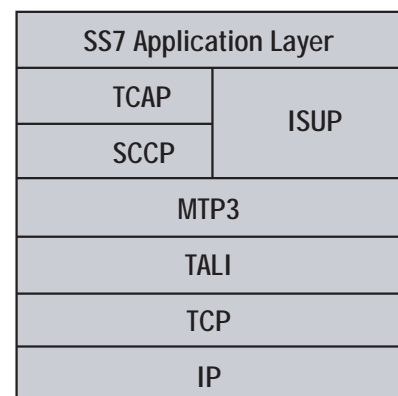 SS7 Application Layer
TCAP
ISUP
SCCP
MTP3
TALI
TCP
IP